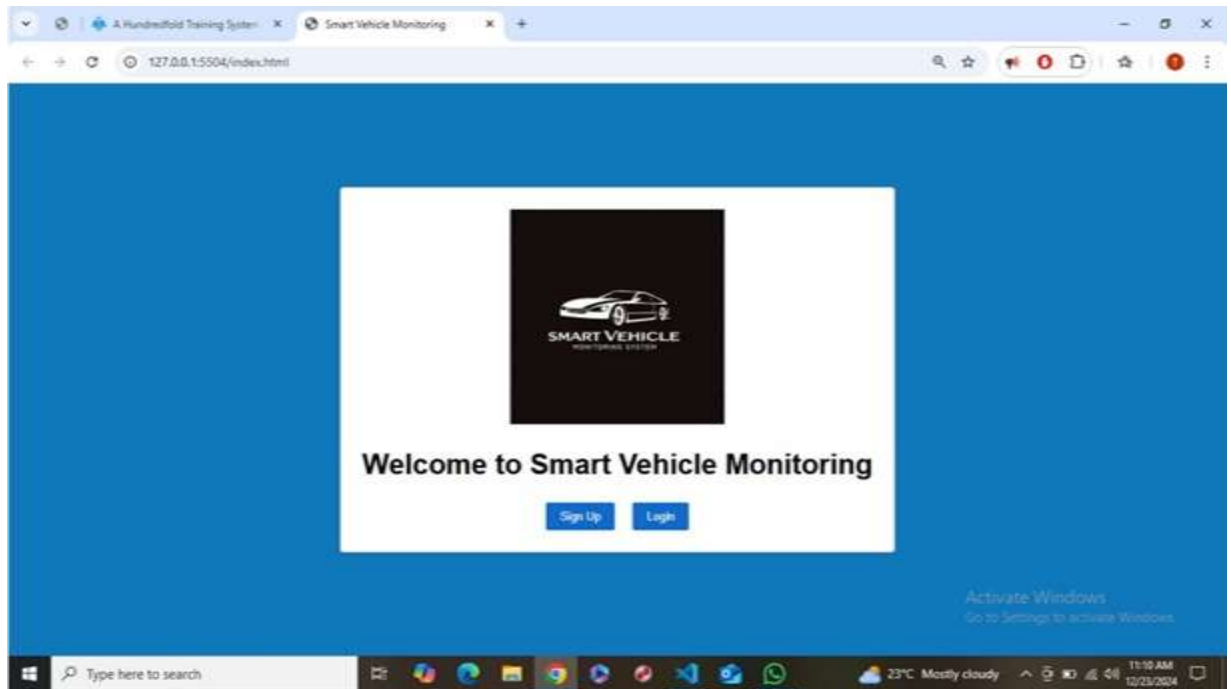 A Hundredfold Training System
Smart Vehicle Monitoring
127.0.0.1:5504/index.html
SMART VEHICLE
MONITORING SYSTEM
Welcome to Smart Vehicle Monitoring
Sign Up Login
Activate Windows
Go to Settings to activate Windows.
Type here to search
23°C Mostly cloudy
11:10 AM
12/23/2024